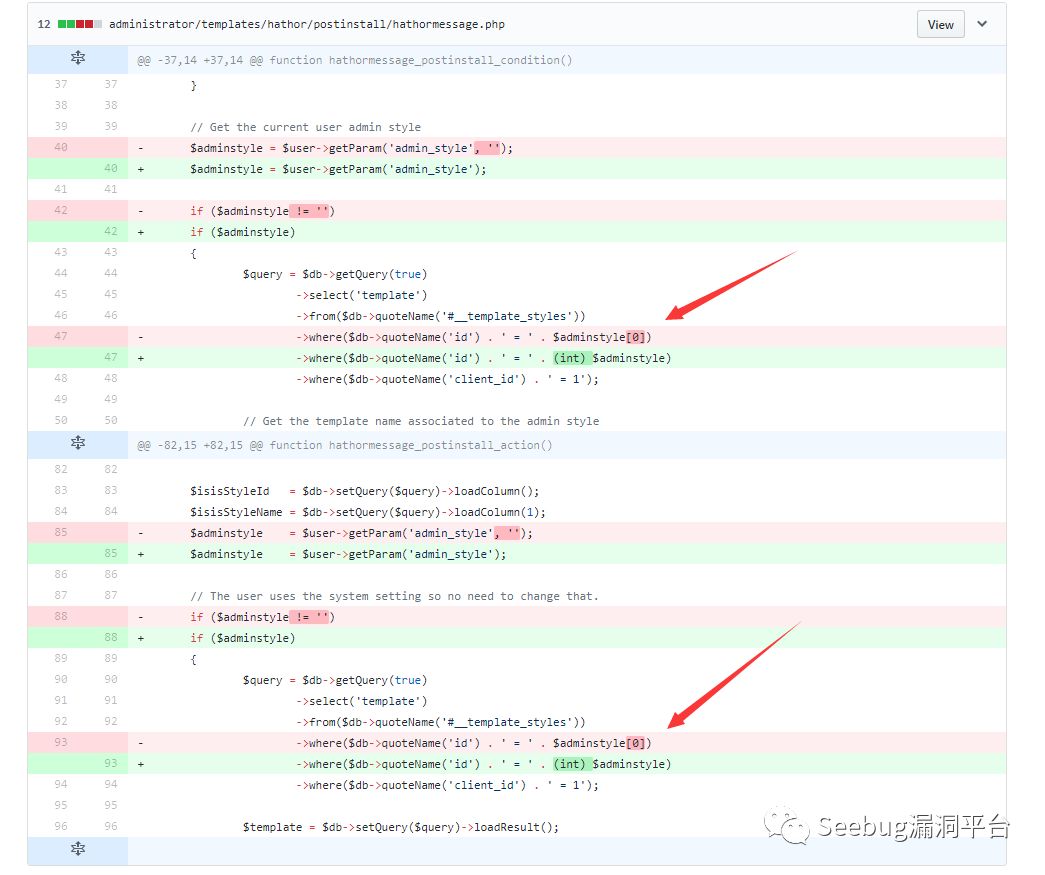 12 administrator/templates/hathor/postinstall/hathormessage.php View
@@ -37,14 +37,14 @@ function hathormessage_postinstall_condition()
37 37 }
38 38
39 39 // Get the current user admin style
40 - $adminstyle = $user->getParam('admin_style', '');
40 + $adminstyle = $user->getParam('admin_style');
41 41
42 - if ($adminstyle != '')
42 + if ($adminstyle)
43 43 {
44 44 $query = $db->getQuery(true)
45 45 ->select('template')
46 46 ->from($db->quoteName('#__template_styles'))
47 - ->where($db->quoteName('id') . ' = ' . $adminstyle[0])
47 + ->where($db->quoteName('id') . ' = ' . (int) $adminstyle)
48 48 ->where($db->quoteName('client_id') . ' = 1');
49 49
50 50 // Get the template name associated to the admin style
@@ -82,15 +82,15 @@ function hathormessage_postinstall_action()
82 82
83 83 $isisStyleId = $db->setQuery($query)->loadColumn();
84 84 $isisStyleName = $db->setQuery($query)->loadColumn(1);
85 - $adminstyle = $user->getParam('admin_style', '');
85 + $adminstyle = $user->getParam('admin_style');
86 86
87 87 // The user uses the system setting so no need to change that.
88 - if ($adminstyle != '')
88 + if ($adminstyle)
89 89 {
90 90 $query = $db->getQuery(true)
91 91 ->select('template')
92 92 ->from($db->quoteName('#__template_styles'))
93 - ->where($db->quoteName('id') . ' = ' . $adminstyle[0])
93 + ->where($db->quoteName('id') . ' = ' . (int) $adminstyle)
94 94 ->where($db->quoteName('client_id') . ' = 1');
95 95
96 96 $template = $db->setQuery($query)->loadResult();
Seebug漏洞平台